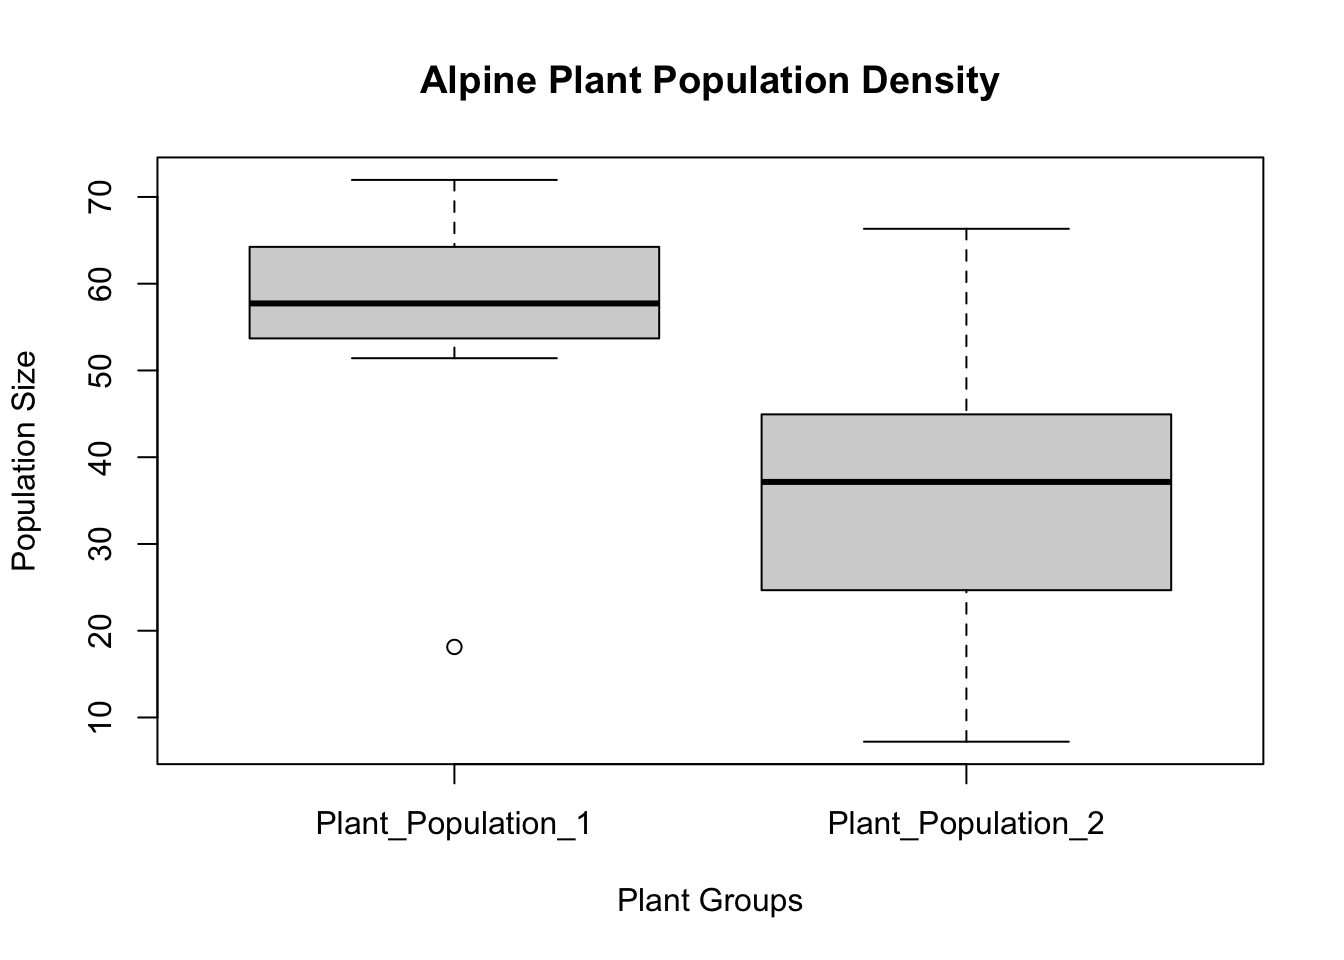 Alpine Plant Population Density
Population Size
70
60
50
40
30
20
10
Plant_Population_1
Plant_Population_2
Plant Groups